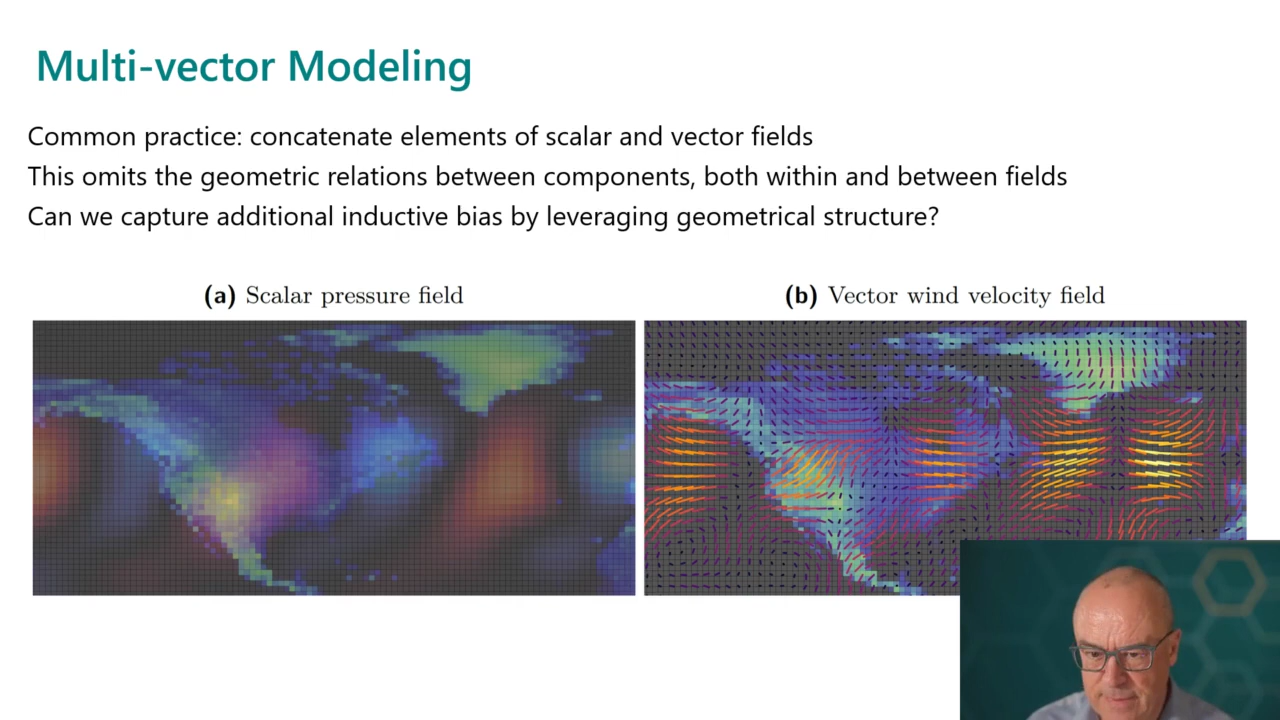 Multi-vector Modeling
Common practice: concatenate elements of scalar and vector fields
This omits the geometric relations between components, both within and between fields
Can we capture additional inductive bias by leveraging geometrical structure?
(a) Scalar pressure field
(b) Vector wind velocity field